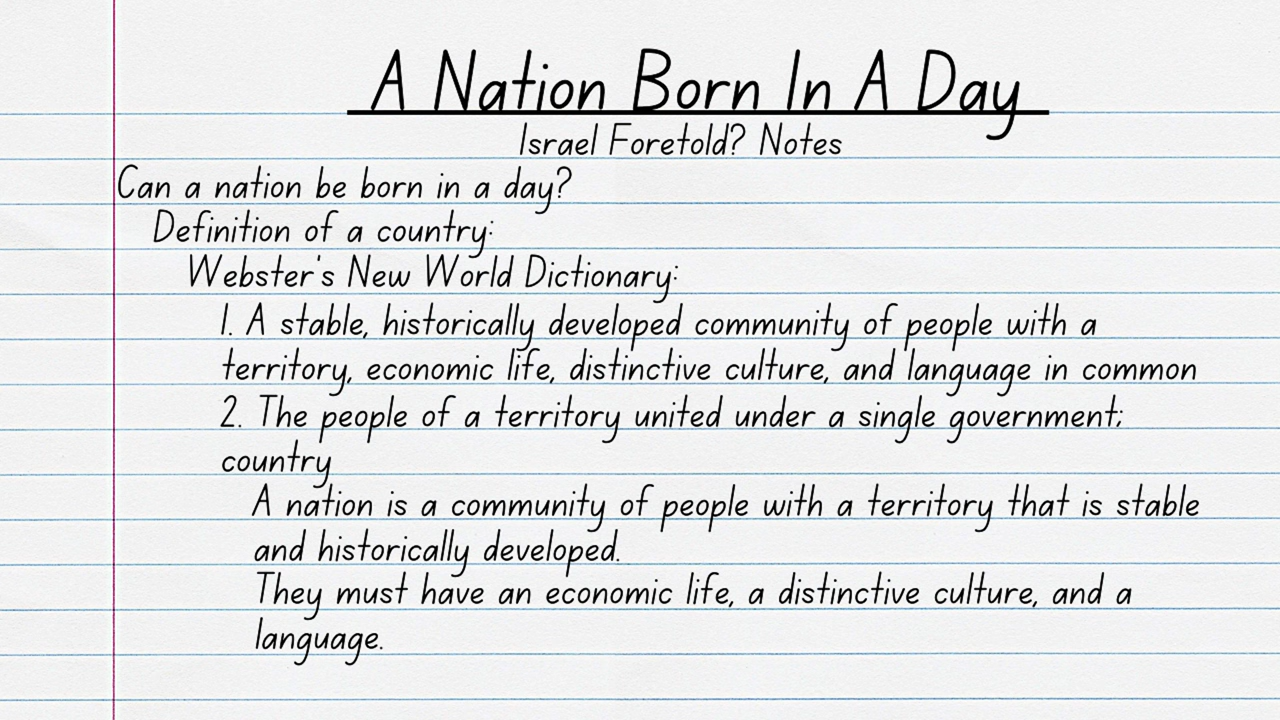 A Nation Born In A Day
Israel Foretold? Notes
Can a nation be born in a day?
Definition of a country:
Webster's New World Dictionary:
1. A stable, historically developed community of people with a
territory, economic life, distinctive culture, and language in common
2. The people of a territory united under a single government;
country
A nation is a community of people with a territory that is stable
and historically developed.
They must have an economic life, a distinctive culture, and a
language.